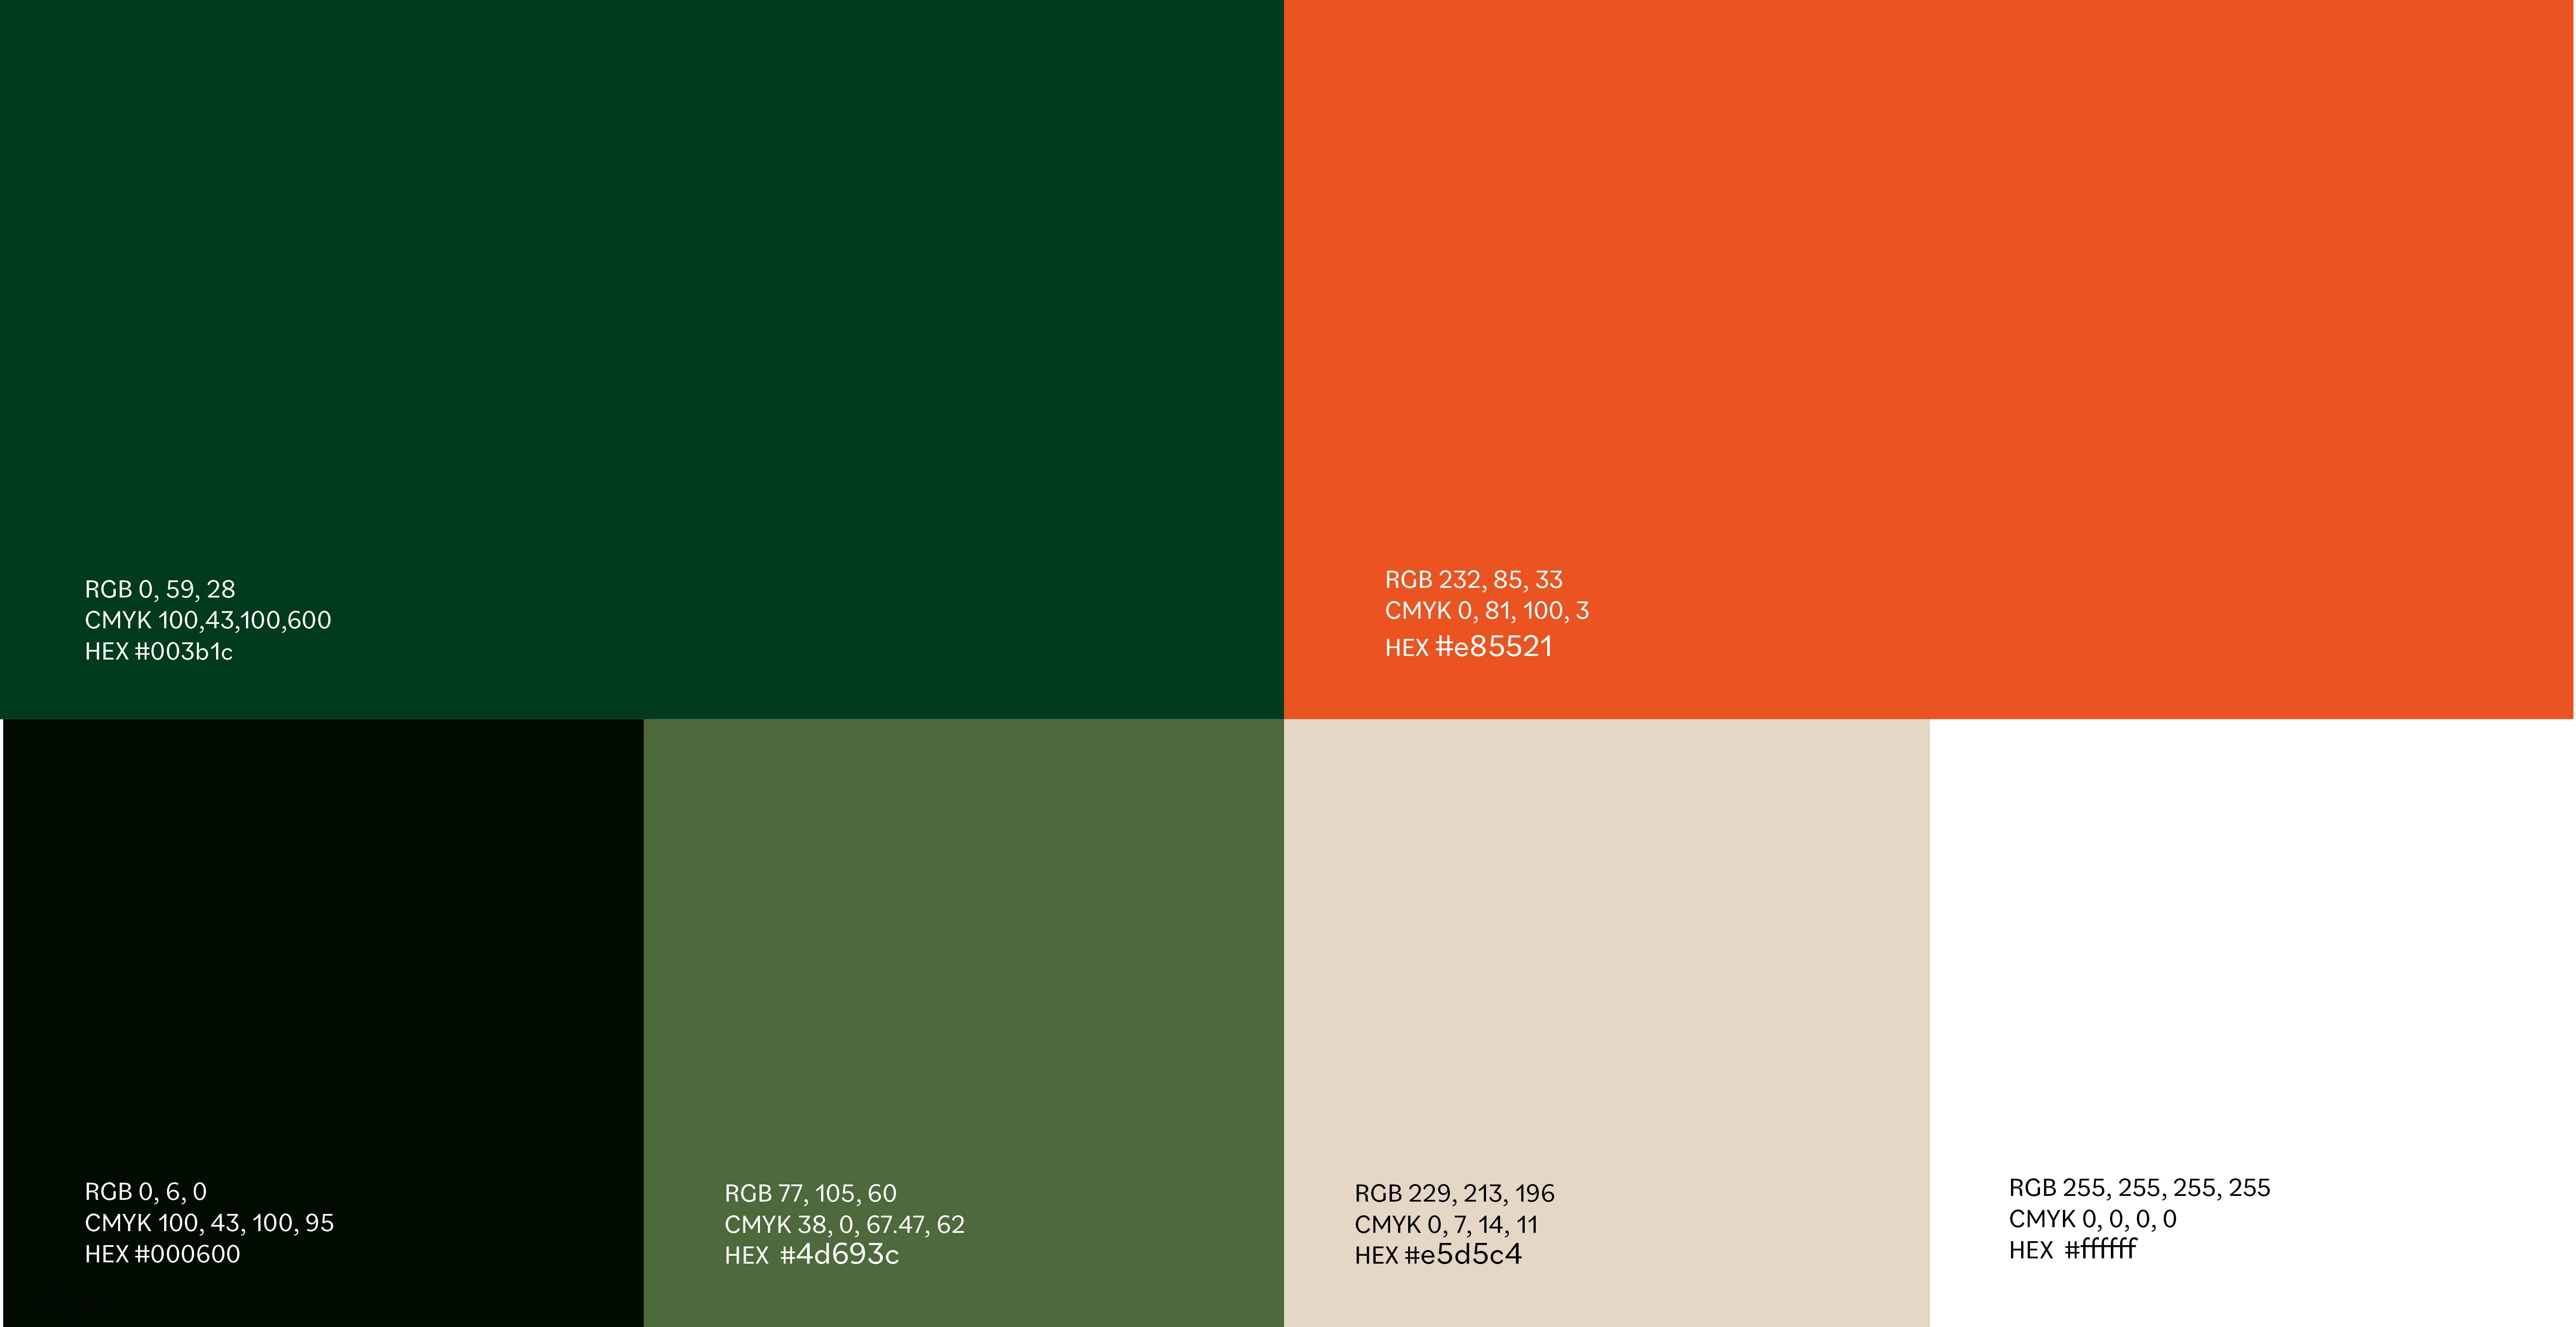 RGB 0, 59, 28
CMYK 100,43,100,600
HEX #003b1c
RGB 232, 85, 33
CMYK 0, 81, 100, 3
HEX #e85521
RGB 0, 6, 0
CMYK 100, 43, 100, 95
HEX #000600
RGB 77, 105, 60
CMYK 38, 0, 67.47, 62
HEX #4d693c
RGB 229, 213, 196
CMYK 0, 7, 14, 11
HEX #e5d5c4
RGB 255, 255, 255, 255
CMYK 0, 0, 0, 0
HEX #ffffff